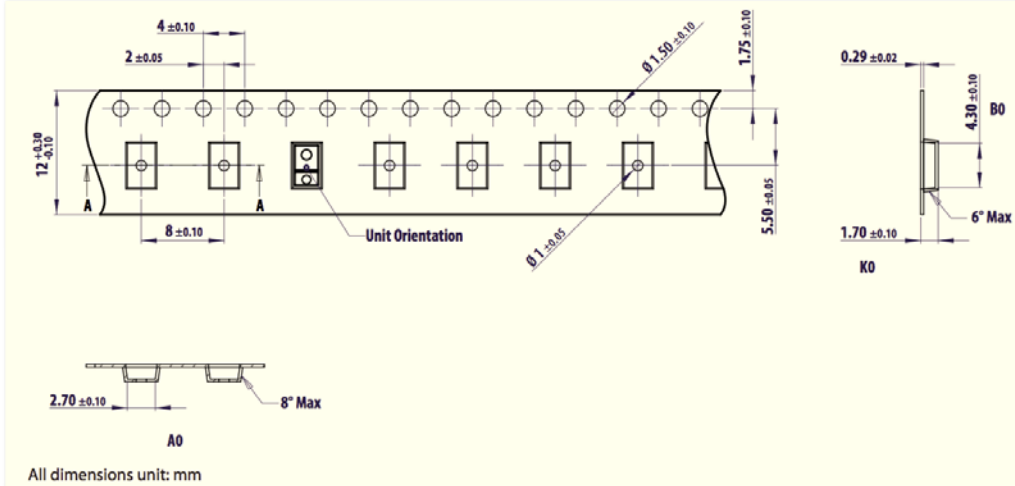 4 ±0.10
2 ±0.05
Ø 1.50 ±0.10
1.75 ±0.10
0.29 ±0.02
4.30 ±0.10
B0
12 +0.30 -0.10
A
A
8 ±0.10
Unit Orientation
Ø 1 ±0.05
5.50 ±0.05
6° Max
1.70 ±0.10
K0
2.70 ±0.10
8° Max
A0
All dimensions unit: mm